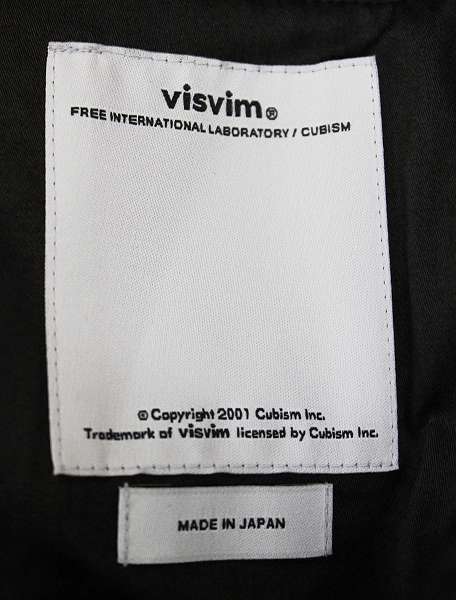 visvim®
FREE INTERNATIONAL LABORATORY / CUBISM
© Copyright 2001 Cubism Inc.
Trademark of visvim licensed by Cubism Inc.
MADE IN JAPAN